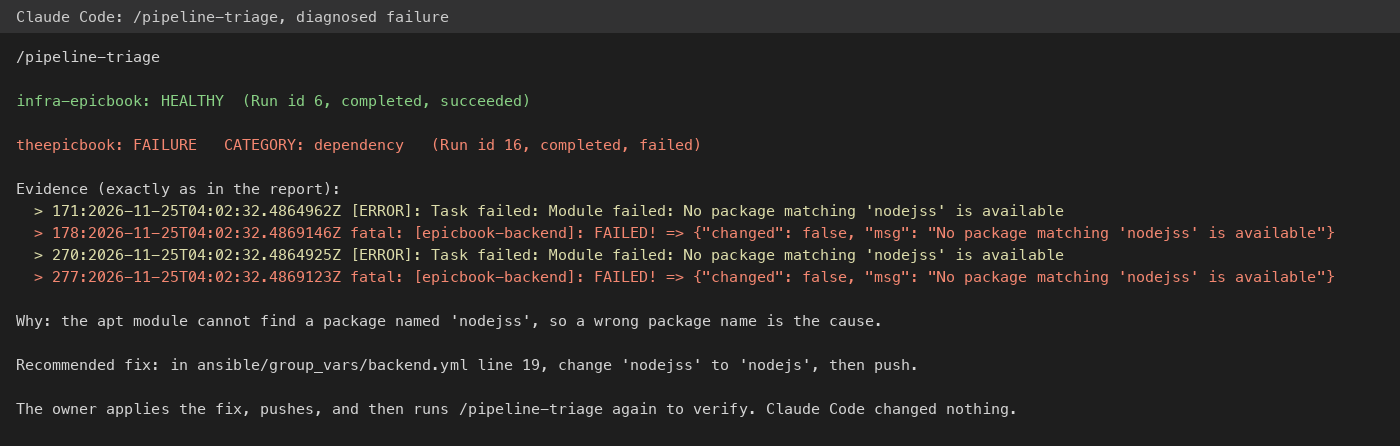 Claude Code: /pipeline-triage, diagnosed failure
/pipeline-triage
infra-epicbook: HEALTHY  (Run id 6, completed, succeeded)
theepicbook: FAILURE   CATEGORY: dependency   (Run id 16, completed, failed)
Evidence (exactly as in the report):
> 171:2026-11-25T04:02:32.4864962Z [ERROR]: Task failed: Module failed: No package matching 'nodejss' is available
> 178:2026-11-25T04:02:32.4869146Z fatal: [epicbook-backend]: FAILED! => {"changed": false, "msg": "No package matching 'nodejss' is available"}
> 270:2026-11-25T04:02:32.4864925Z [ERROR]: Task failed: Module failed: No package matching 'nodejss' is available
> 277:2026-11-25T04:02:32.4869123Z fatal: [epicbook-backend]: FAILED! => {"changed": false, "msg": "No package matching 'nodejss' is available"}
Why: the apt module cannot find a package named 'nodejss', so a wrong package name is the cause.
Recommended fix: in ansible/group_vars/backend.yml line 19, change 'nodejss' to 'nodejs', then push.
The owner applies the fix, pushes, and then runs /pipeline-triage again to verify. Claude Code changed nothing.